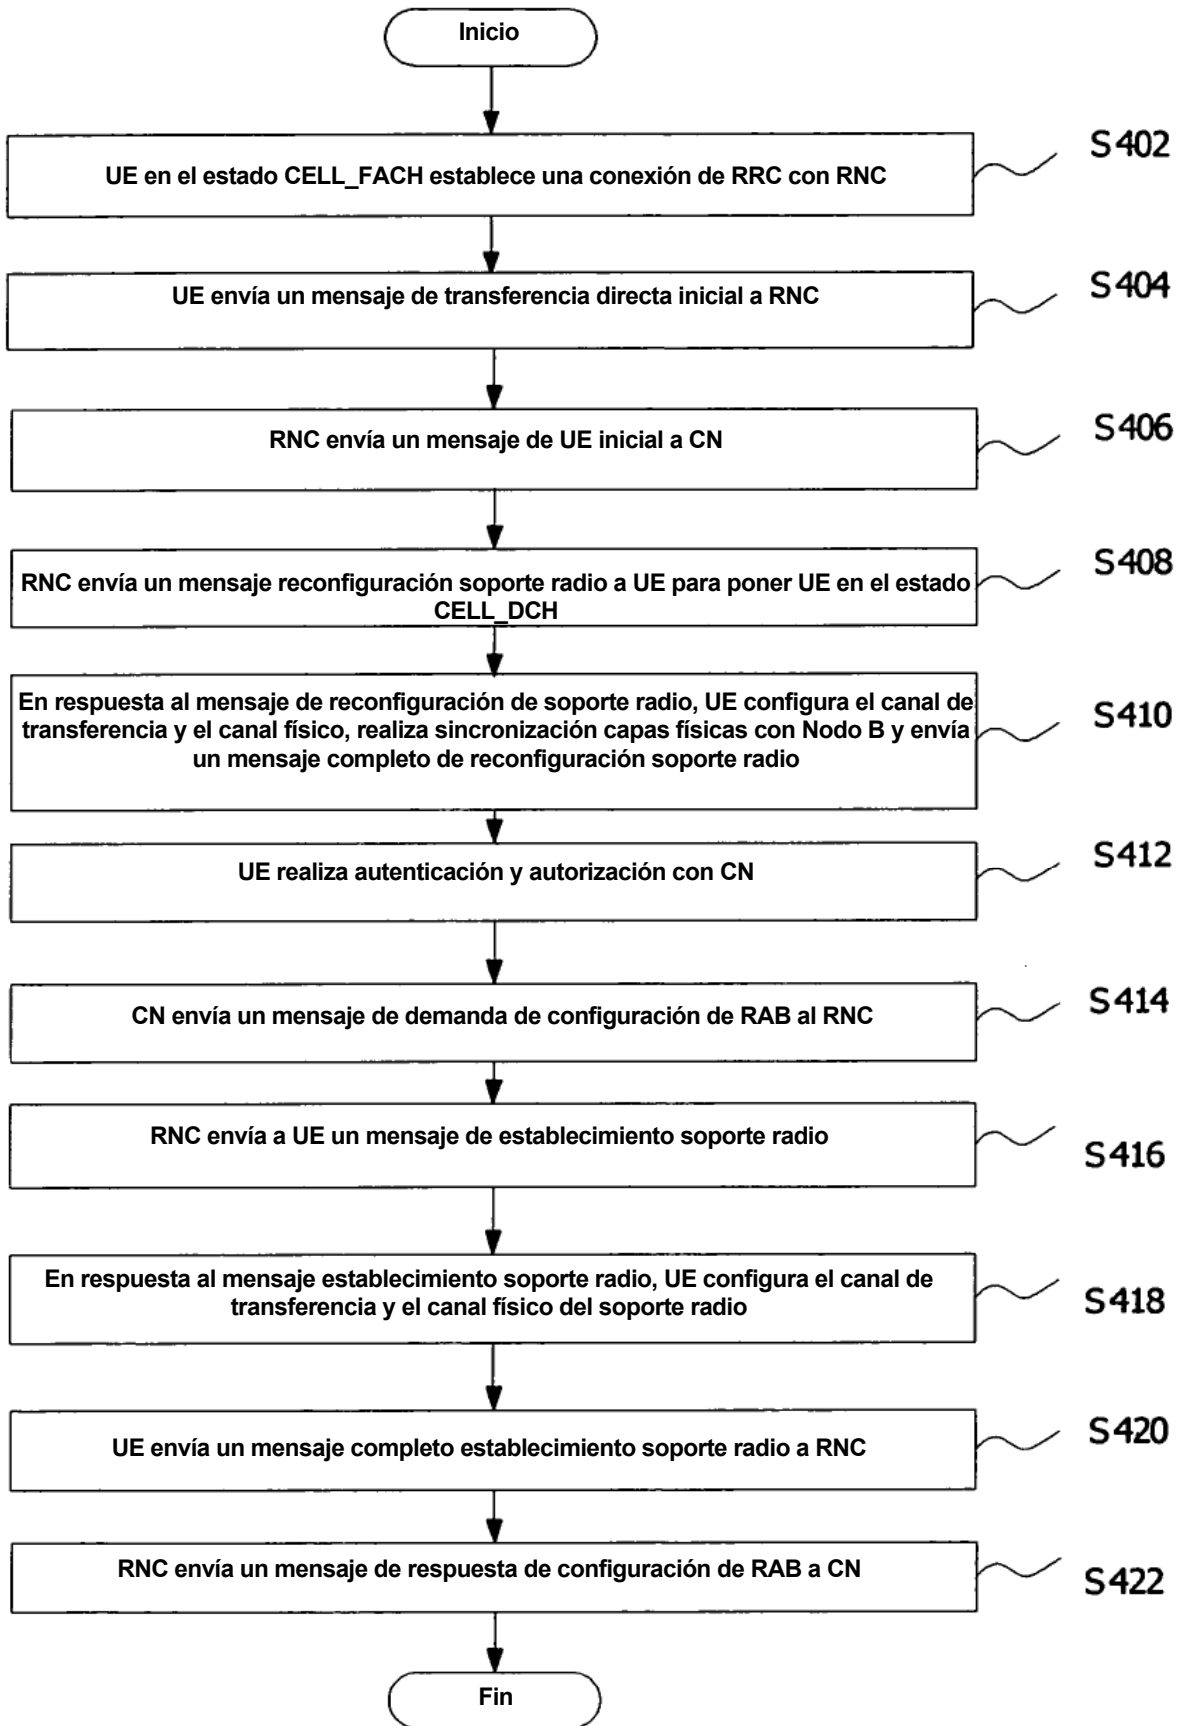 Inicio
UE en el estado CELL_FACH establece una conexión de RRC con RNC
S402
UE envía un mensaje de transferencia directa inicial a RNC
S404
RNC envía un mensaje de UE inicial a CN
S406
RNC envía un mensaje reconfiguración soporte radio a UE para poner UE en el estado
CELL_DCH
S408
En respuesta al mensaje de reconfiguración de soporte radio, UE configura el canal de
transferencia y el canal físico, realiza sincronización capas físicas con Nodo B y envía
un mensaje completo de reconfiguración soporte radio
S410
UE realiza autenticación y autorización con CN
S412
CN envía un mensaje de demanda de configuración de RAB al RNC
S414
RNC envía a UE un mensaje de establecimiento soporte radio
S416
En respuesta al mensaje establecimiento soporte radio, UE configura el canal de
transferencia y el canal físico del soporte radio
S418
UE envía un mensaje completo establecimiento soporte radio a RNC
S420
RNC envía un mensaje de respuesta de configuración de RAB a CN
S422
Fin